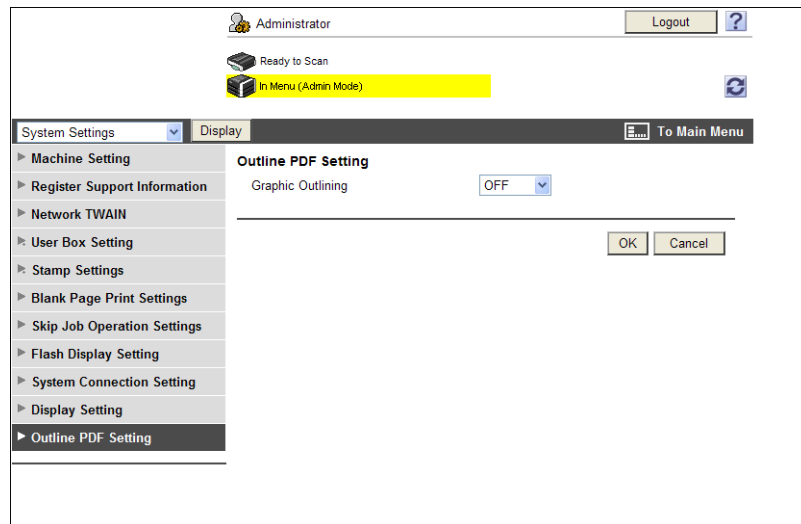 Administrator
Logout
?
Ready to Scan
In Menu (Admin Mode)
System Settings
Display
To Main Menu
Machine Setting
Register Support Information
Network TWAIN
User Box Setting
Stamp Settings
Blank Page Print Settings
Skip Job Operation Settings
Flash Display Setting
System Connection Setting
Display Setting
Outline PDF Setting
Outline PDF Setting
Graphic Outlining
OFF
OK
Cancel